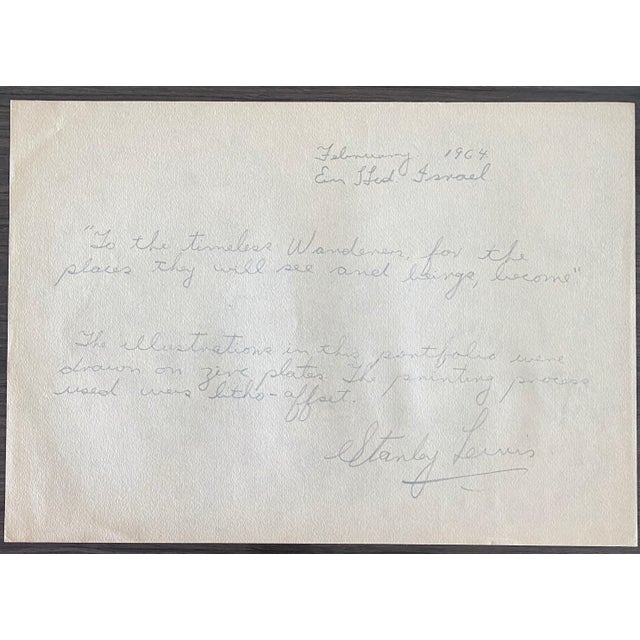 February 1964
Ein Hod Israel
"To the timeless Wanderers, for the
places they will see and beings, become"
The illustrations in this portfolio were
drawn on zinc plates The printing process
used was litho-offset.
Stanley Lewis